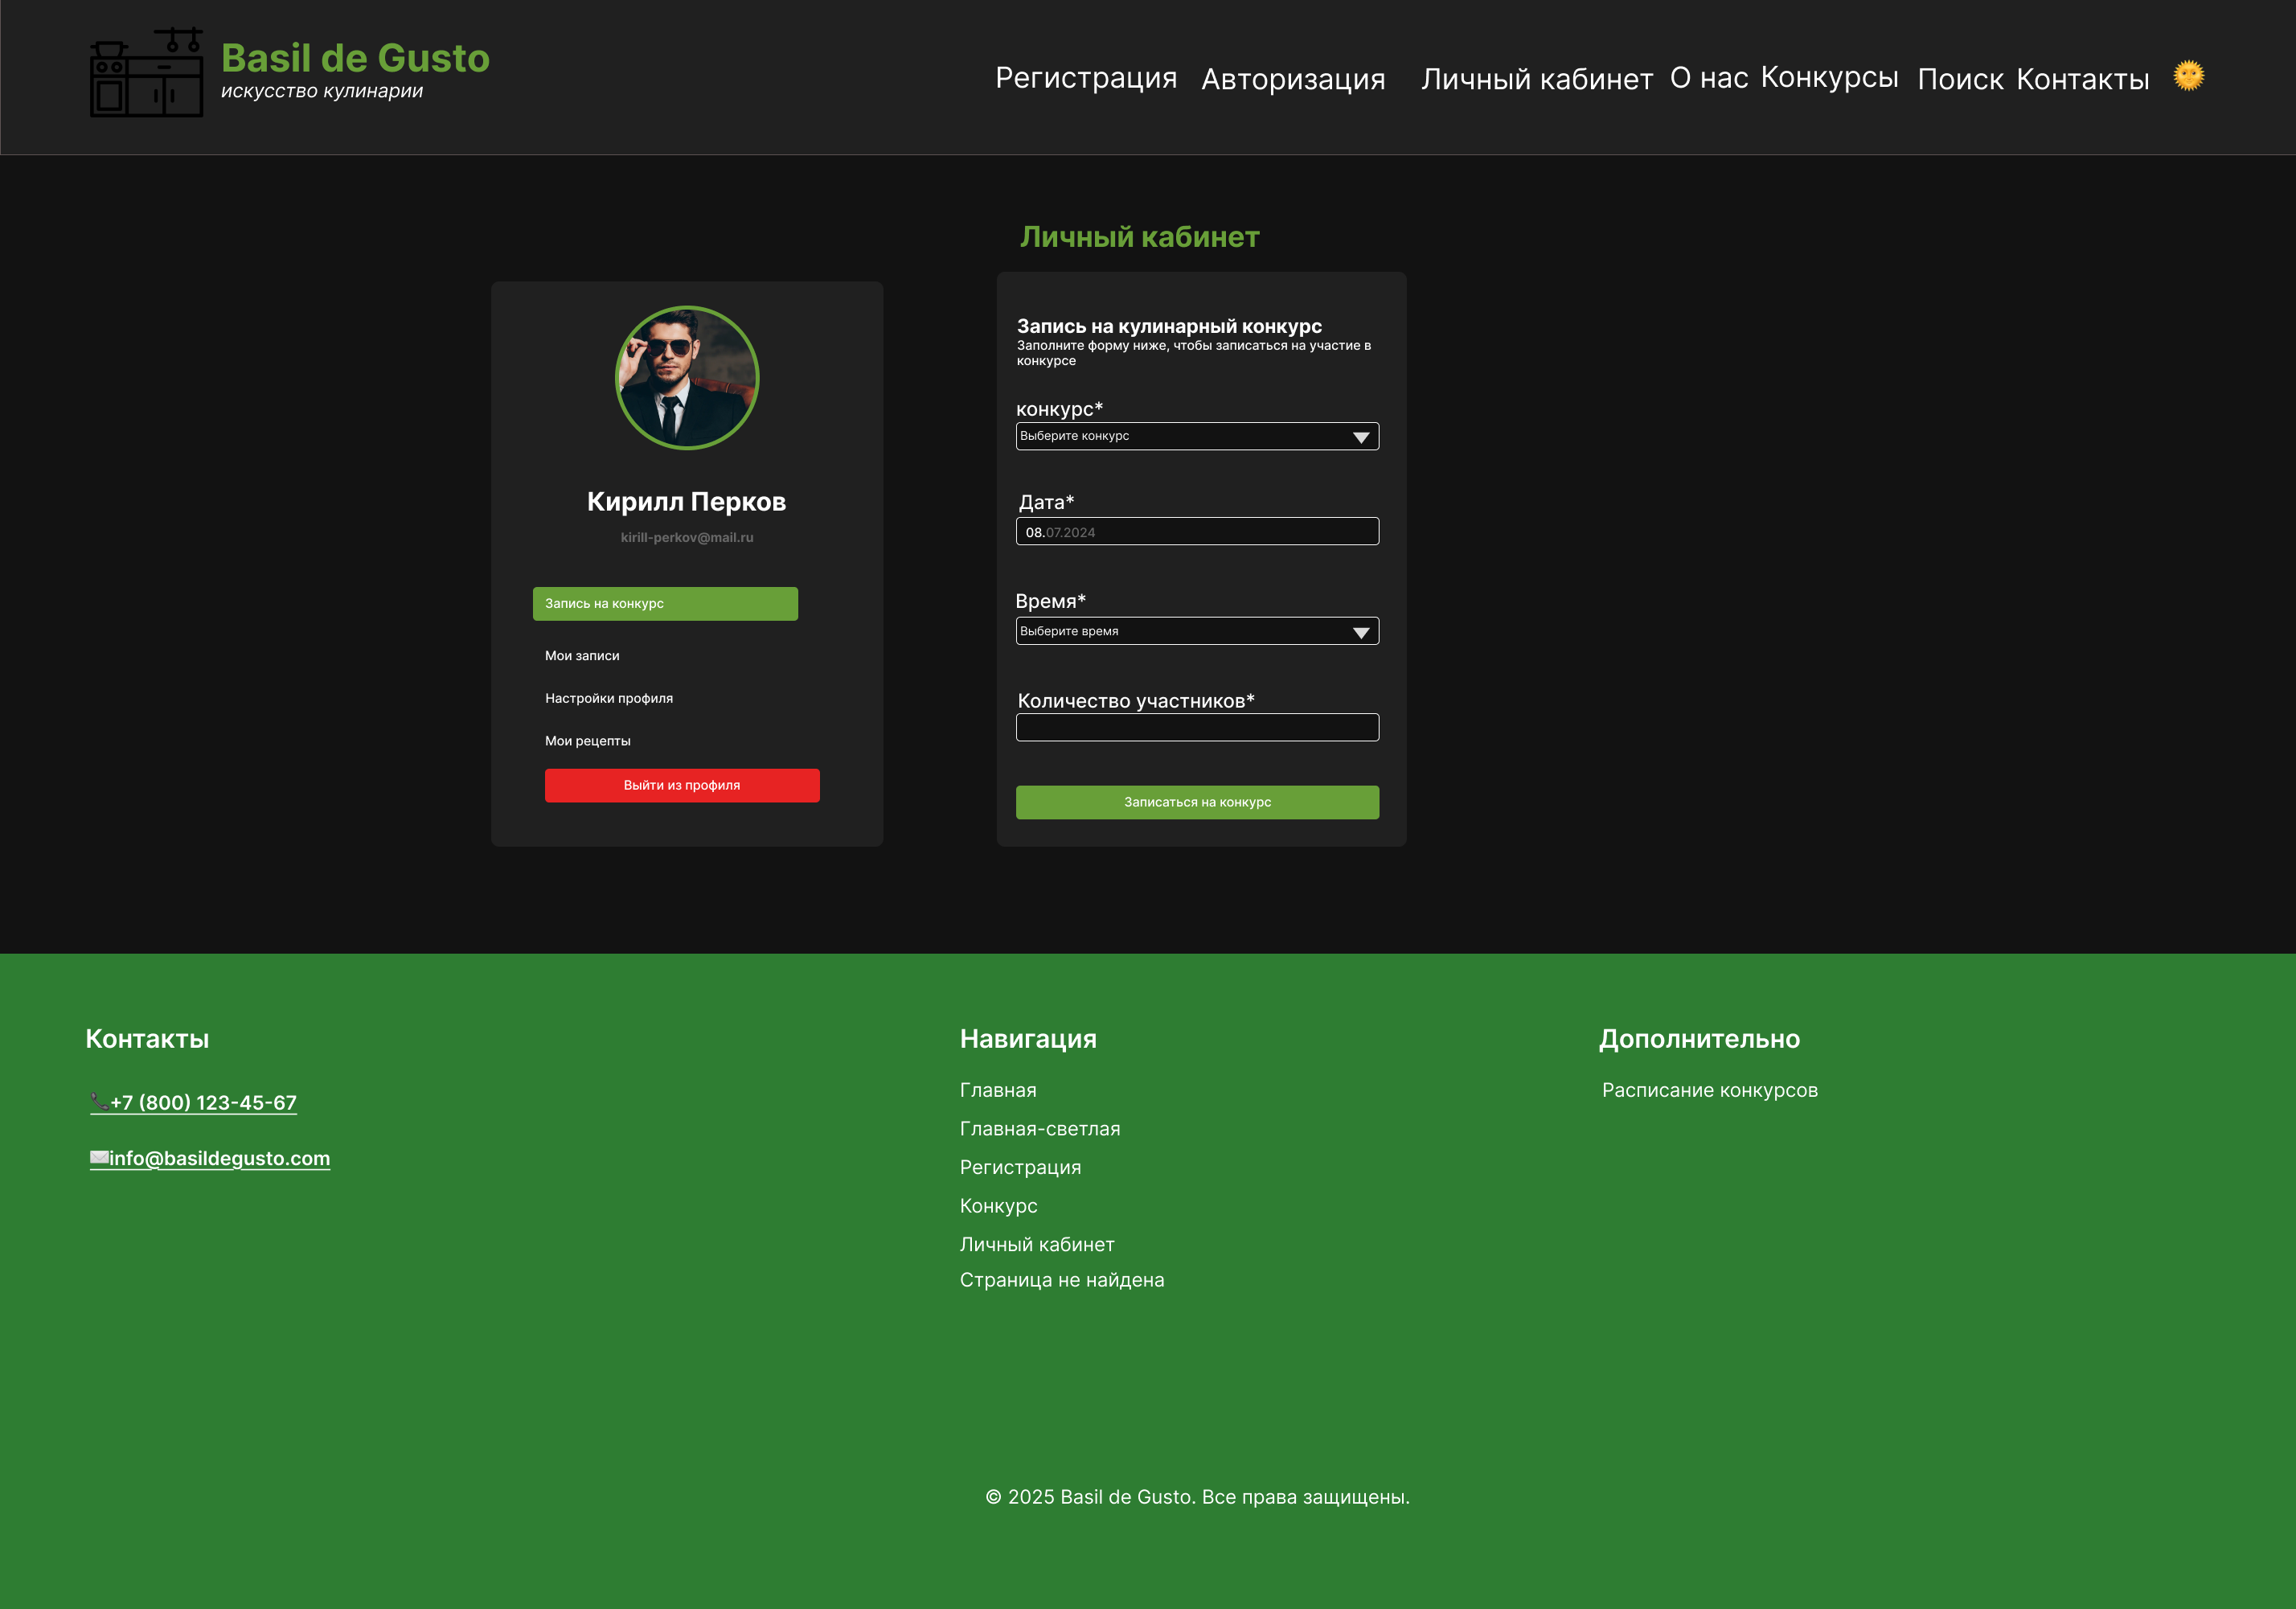 Basil de Gusto
искусство кулинарии
Регистрация Авторизация Личный кабинет О нас Конкурсы Поиск Контакты
Личный кабинет
Кирилл Перков
kirill-perkov@mail.ru
Запись на конкурс
Мои записи
Настройки профиля
Мои рецепты
Выйти из профиля
Запись на кулинарный конкурс
Заполните форму ниже, чтобы записаться на участие в
конкурсе
конкурс*
Выберите конкурс
Дата*
08.07.2024
Время*
Выберите время
Количество участников*
Записаться на конкурс
Контакты
+7 (800) 123-45-67
info@basildegusto.com
Навигация
Главная
Главная-светлая
Регистрация
Конкурс
Личный кабинет
Страница не найдена
Дополнительно
Расписание конкурсов
© 2025 Basil de Gusto. Все права защищены.